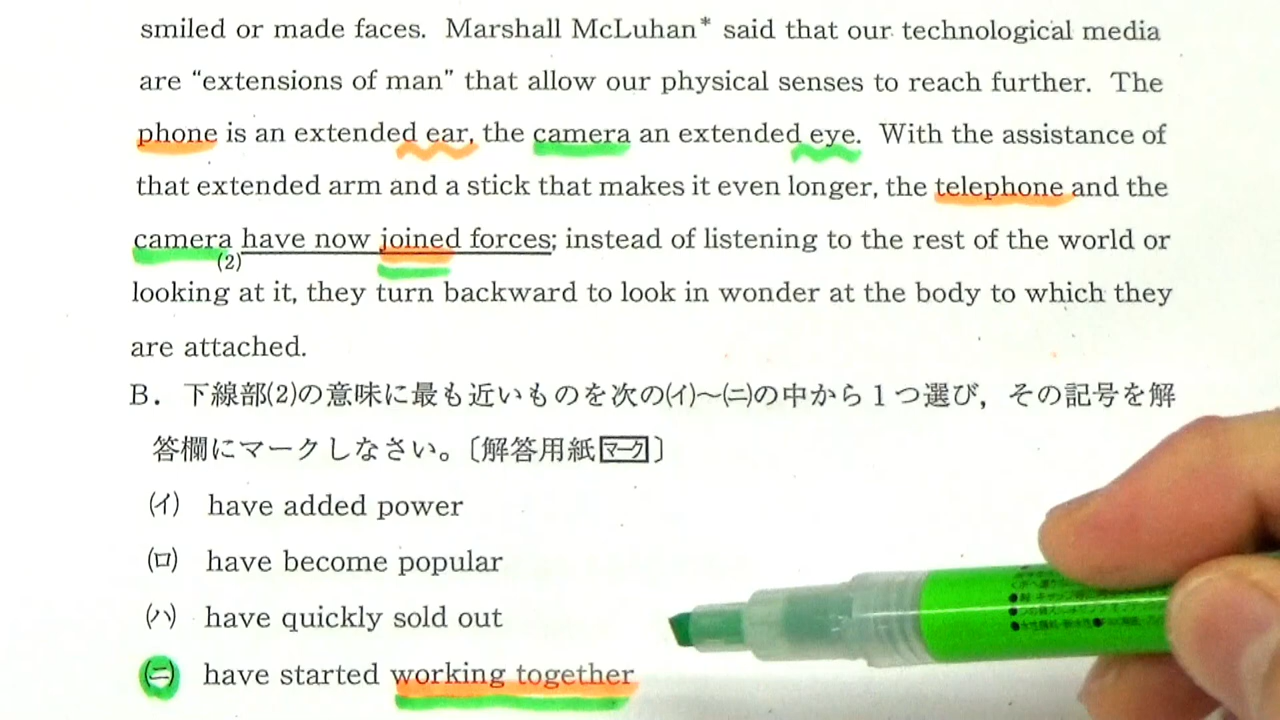 smiled or made faces. Marshall McLuhan* said that our technological media
are “extensions of man” that allow our physical senses to reach further. The
phone is an extended ear, the camera an extended eye. With the assistance of
that extended arm and a stick that makes it even longer, the telephone and the
camera have now joined forces; instead of listening to the rest of the world or
(2)
looking at it, they turn backward to look in wonder at the body to which they
are attached.
B. 下線部(2)の意味に最も近いものを次の(イ)～(ニ)の中から1つ選び，その記号を解
答欄にマークしなさい。〔解答用紙マーク〕
(イ) have added power
(ロ) have become popular
(ハ) have quickly sold out
(ニ) have started working together